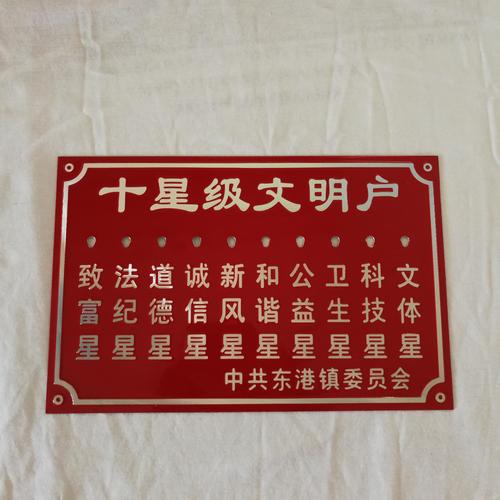 十星级文明户
致法道诚新和公卫科文
富纪德信风谐益生技体
星星星星星星星星星星
中共东港镇委员会